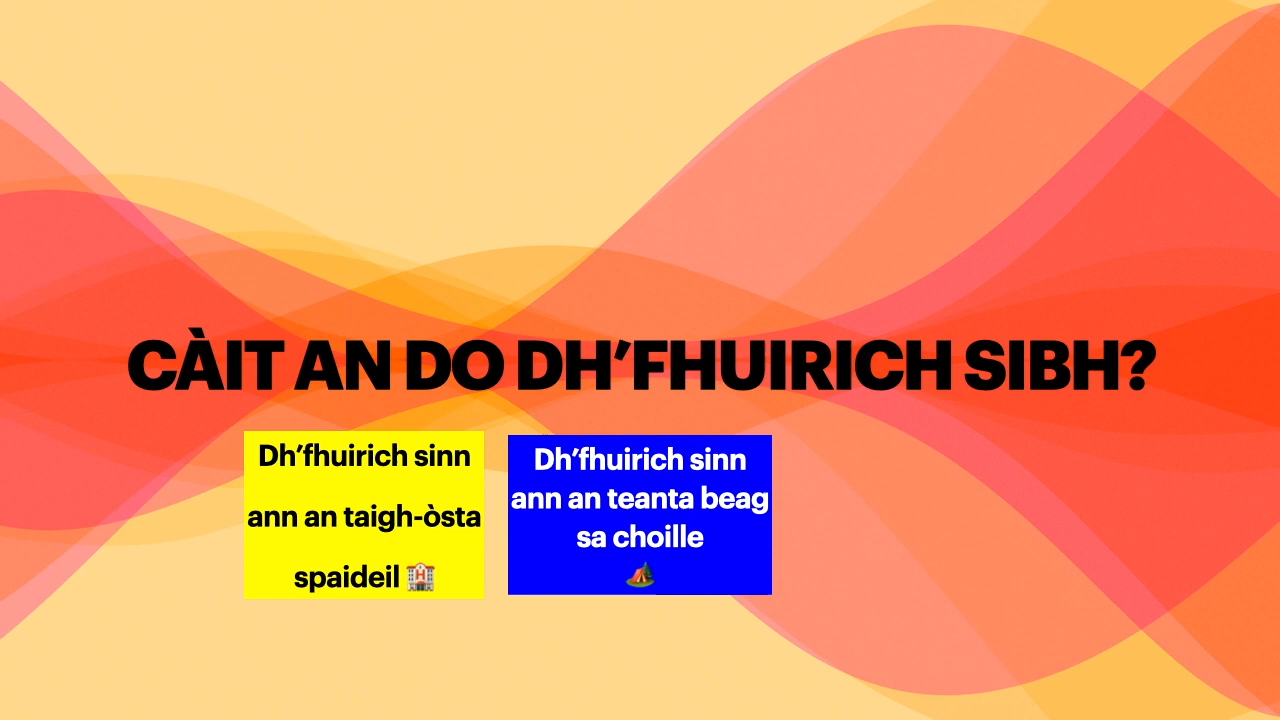 CÀIT AN DO DH’FHUIRICH SIBH?
Dh’fhuirich sinn
ann an taigh-òsta
spaideil 🏨
Dh’fhuirich sinn
ann an teanta beag
sa choille
🏕️